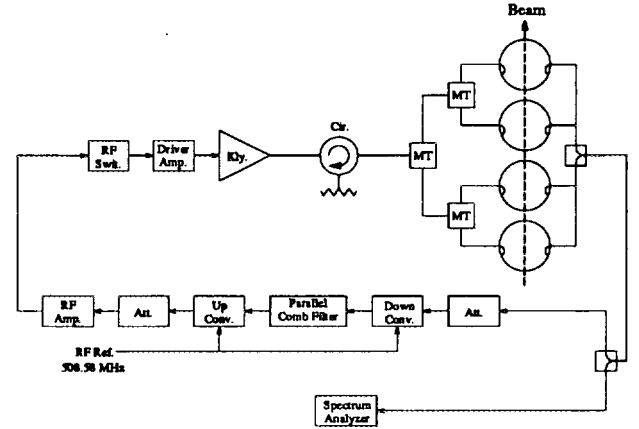 Beam
MT
Cir.
RF
Swit.
Driver
Amp.
Kly.
MT
MT
RF
Amp.
Att.
Up
Conv.
Parallel
Comb Filter
Down
Conv.
Att.
RF Ref.
508.58 MHz
Spectrum
Analyzer